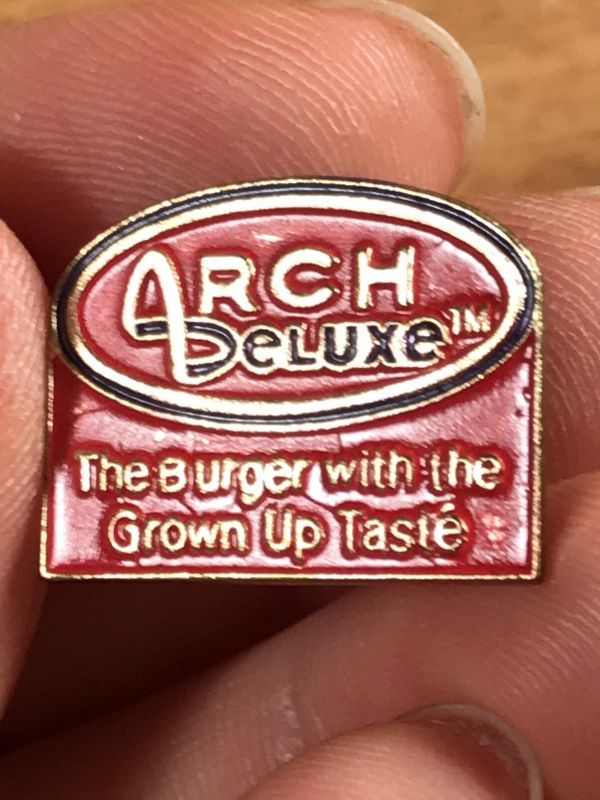 ARCH
DeLUXe™
The Burger with the
Grown Up Taste